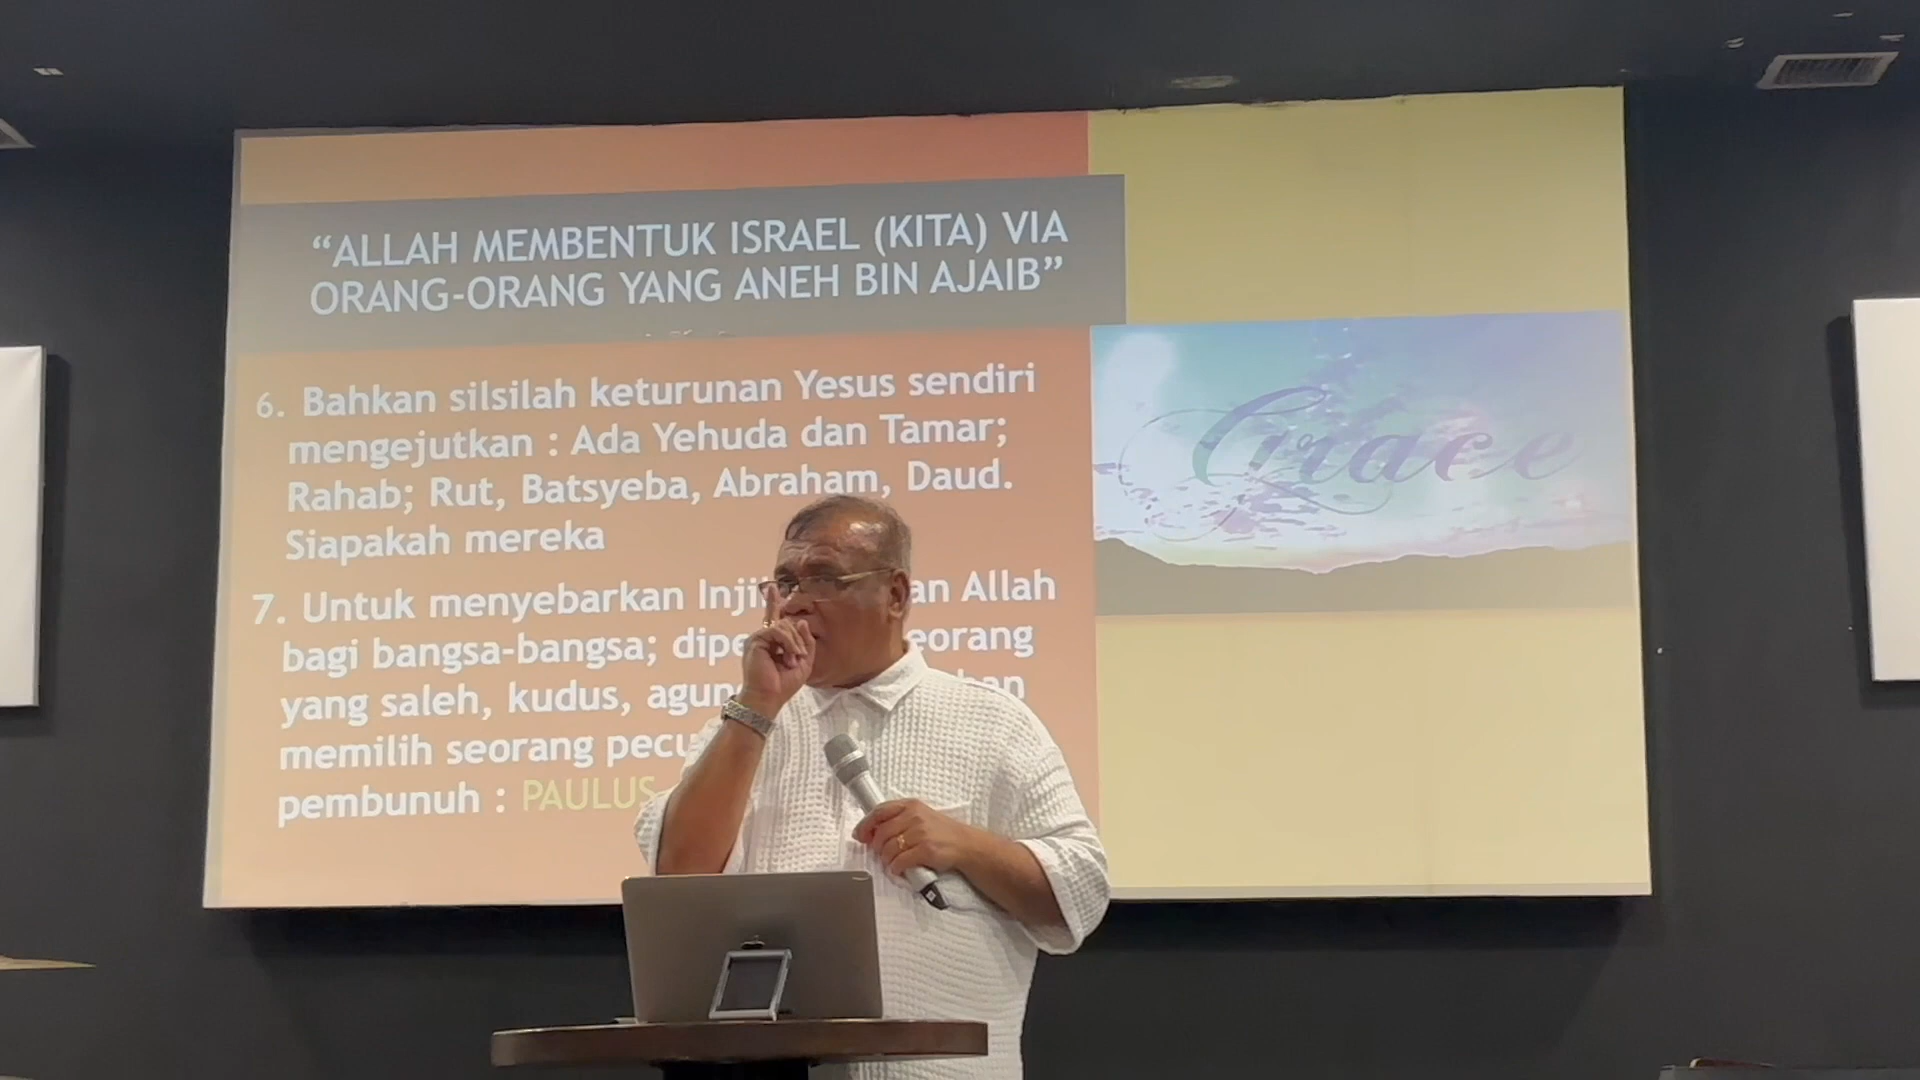 “ALLAH MEMBENTUK ISRAEL (KITA) VIA
ORANG-ORANG YANG ANEH BIN AJAIB”
6. Bahkan silsilah keturunan Yesus sendiri
mengejutkan : Ada Yehuda dan Tamar;
Rahab; Rut, Batsyeba, Abraham, Daud.
Siapakah mereka
7. Untuk menyebarkan Allah
bagi bangsa-bangsa;
yang saleh, kudus,
memilih seorang
pembunuh : PAULUS
Grace